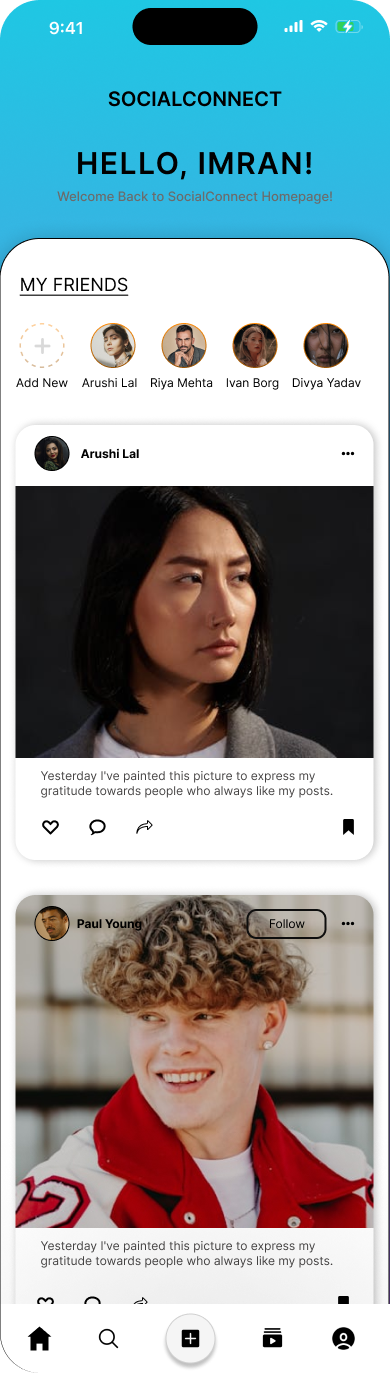 9:41
SOCIALCONNECT
HELLO, IMRAN!
Welcome Back to SocialConnect Homepage!
MY FRIENDS
Add New Arushi Lal Riya Mehta Ivan Borg Divya Yadav
Arushi Lal
Yesterday I've painted this picture to express my
gratitude towards people who always like my posts.
Paul Young Follow
Yesterday I've painted this picture to express my
gratitude towards people who always like my posts.